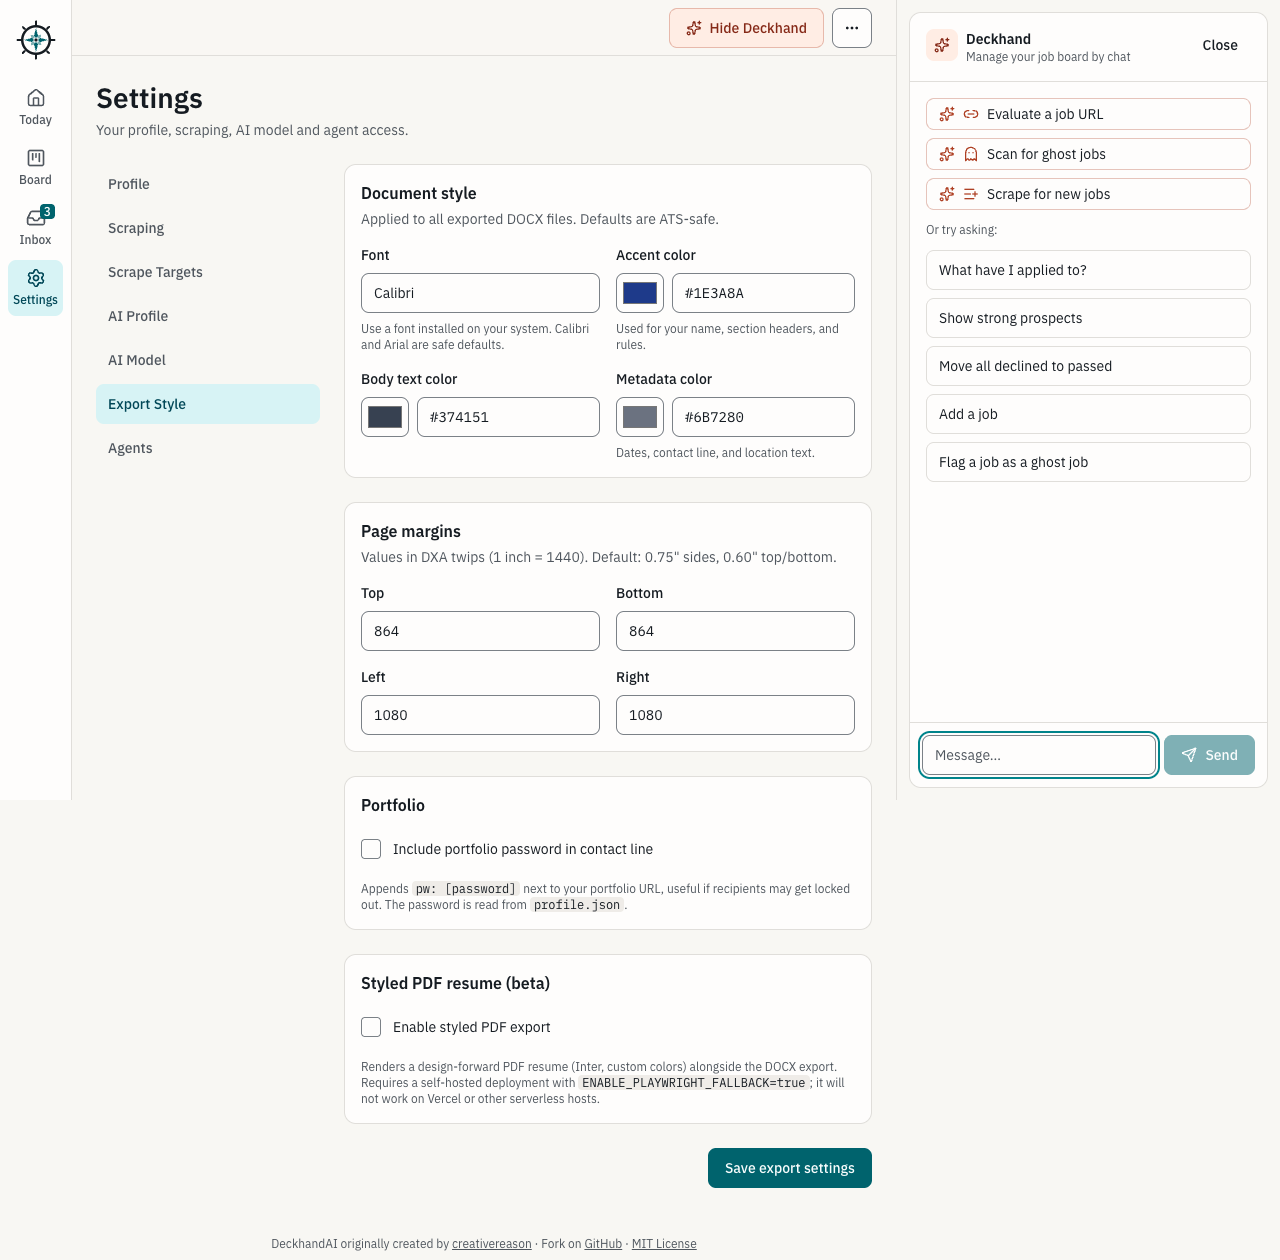 Hide Deckhand
Today
Board
3
Inbox
Settings
Settings
Your profile, scraping, AI model and agent access.
Profile
Scraping
Scrape Targets
AI Profile
AI Model
Export Style
Agents
Document style
Applied to all exported DOCX files. Defaults are ATS-safe.
Font
Accent color
Calibri
#1E3A8A
Use a font installed on your system. Calibri
and Arial are safe defaults.
Used for your name, section headers, and
rules.
Body text color
Metadata color
#374151
#6B7280
Dates, contact line, and location text.
Page margins
Values in DXA twips (1 inch = 1440). Default: 0.75" sides, 0.60" top/bottom.
Top
Bottom
864
864
Left
Right
1080
1080
Portfolio
Include portfolio password in contact line
Appends pw: [password] next to your portfolio URL, useful if recipients may get locked
out. The password is read from profile.json.
Styled PDF resume (beta)
Enable styled PDF export
Renders a design-forward PDF resume (Inter, custom colors) alongside the DOCX export.
Requires a self-hosted deployment with ENABLE_PLAYWRIGHT_FALLBACK=true; it will
not work on Vercel or other serverless hosts.
Save export settings
DeckhandAI originally created by creativereason · Fork on GitHub · MIT License
Deckhand
Manage your job board by chat
Close
Evaluate a job URL
Scan for ghost jobs
Scrape for new jobs
Or try asking:
What have I applied to?
Show strong prospects
Move all declined to passed
Add a job
Flag a job as a ghost job
Message...
Send